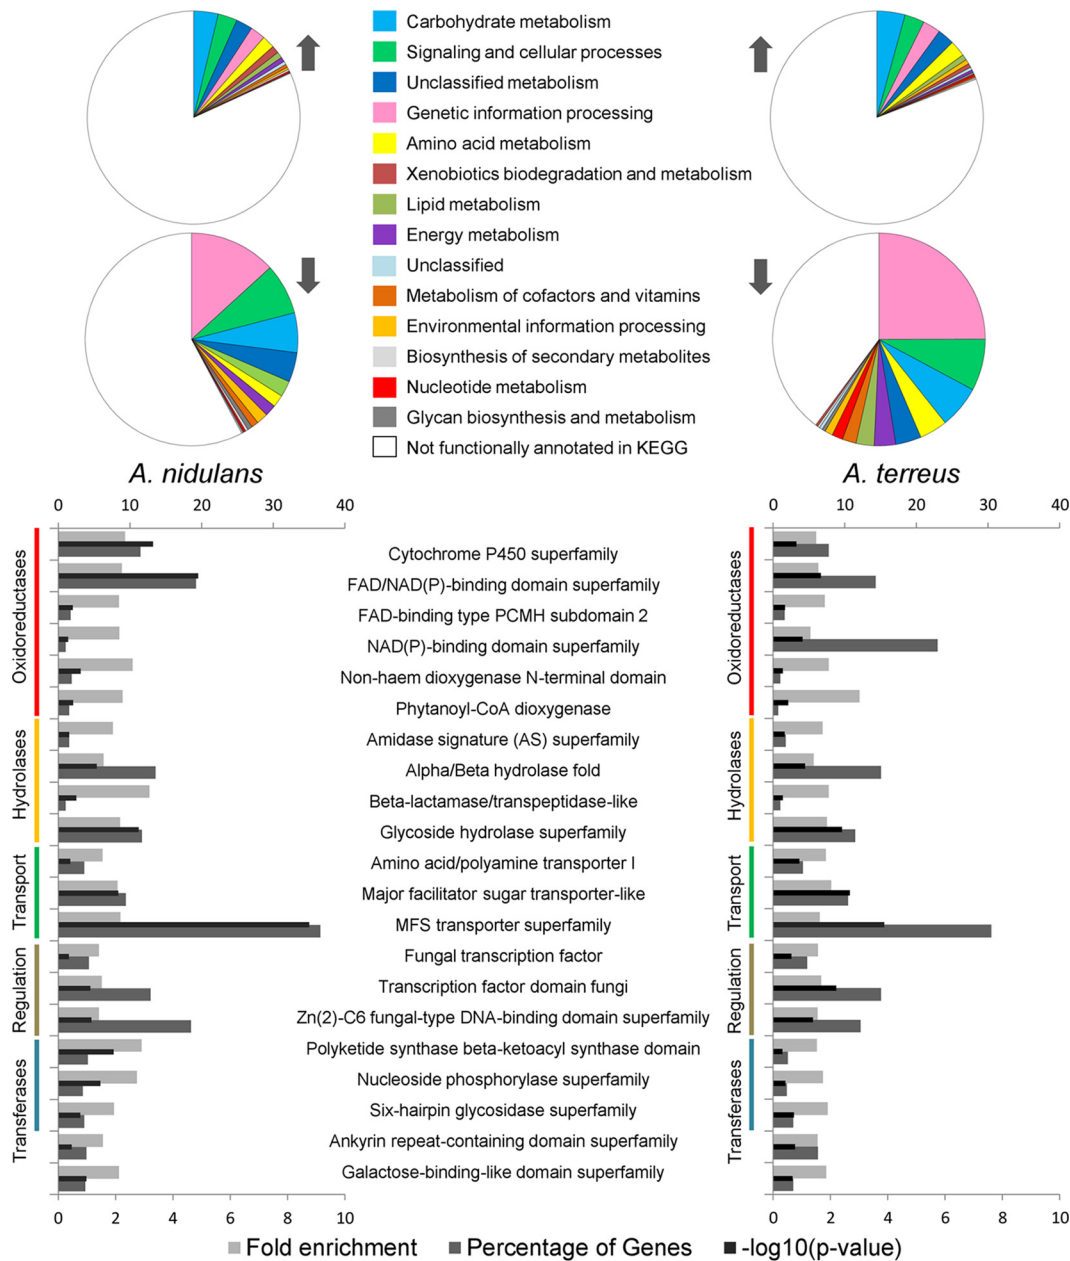 Carbohydrate metabolism
Signaling and cellular processes
Unclassified metabolism
Genetic information processing
Amino acid metabolism
Xenobiotics biodegradation and metabolism
Lipid metabolism
Energy metabolism
Unclassified
Metabolism of cofactors and vitamins
Environmental information processing
Biosynthesis of secondary metabolites
Nucleotide metabolism
Glycan biosynthesis and metabolism
Not functionally annotated in KEGG
A. nidulans
A. terreus
0 10 20 30 40
0 10 20 30 40
Oxidoreductases
Hydrolases
Transport
Regulation
Transferases
Cytochrome P450 superfamily
FAD/NAD(P)-binding domain superfamily
FAD-binding type PCMH subdomain 2
NAD(P)-binding domain superfamily
Non-haem dioxygenase N-terminal domain
Phytanoyl-CoA dioxygenase
Amidase signature (AS) superfamily
Alpha/Beta hydrolase fold
Beta-lactamase/transpeptidase-like
Glycoside hydrolase superfamily
Amino acid/polyamine transporter I
Major facilitator sugar transporter-like
MFS transporter superfamily
Fungal transcription factor
Transcription factor domain fungi
Zn(2)-C6 fungal-type DNA-binding domain superfamily
Polyketide synthase beta-ketoacyl synthase domain
Nucleoside phosphorylase superfamily
Six-hairpin glycosidase superfamily
Ankyrin repeat-containing domain superfamily
Galactose-binding-like domain superfamily
Oxidoreductases
Hydrolases
Transport
Regulation
Transferases
0 2 4 6 8 10
0 2 4 6 8 10
Fold enrichment
Percentage of Genes
-log10(p-value)